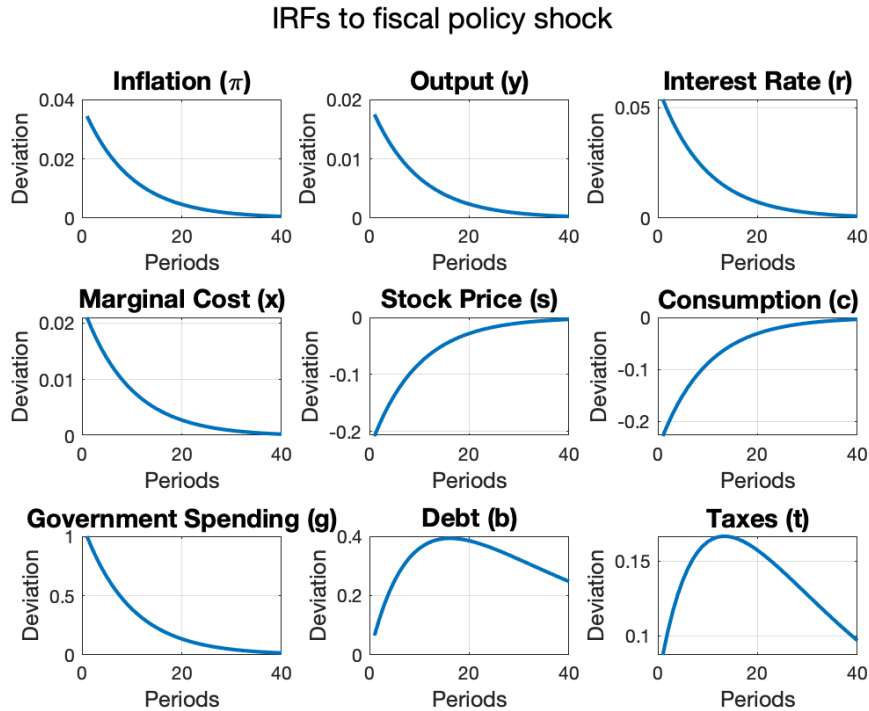 IRFs to fiscal policy shock
Inflation (π)
Output (y)
Interest Rate (r)
0.04
0.02
0
Deviation
0
20
40
Periods
0.02
0.01
0
Deviation
0
20
40
Periods
0.05
0
Deviation
0
20
40
Periods
Marginal Cost (x)
Stock Price (s)
Consumption (c)
0.02
0.01
0
Deviation
0
20
40
Periods
0
-0.1
-0.2
Deviation
0
20
40
Periods
0
-0.1
-0.2
Deviation
0
20
40
Periods
Government Spending (g)
Debt (b)
Taxes (t)
1
0.5
0
Deviation
0
20
40
Periods
0.4
0.2
0
Deviation
0
20
40
Periods
0.15
0.1
Deviation
0
20
40
Periods